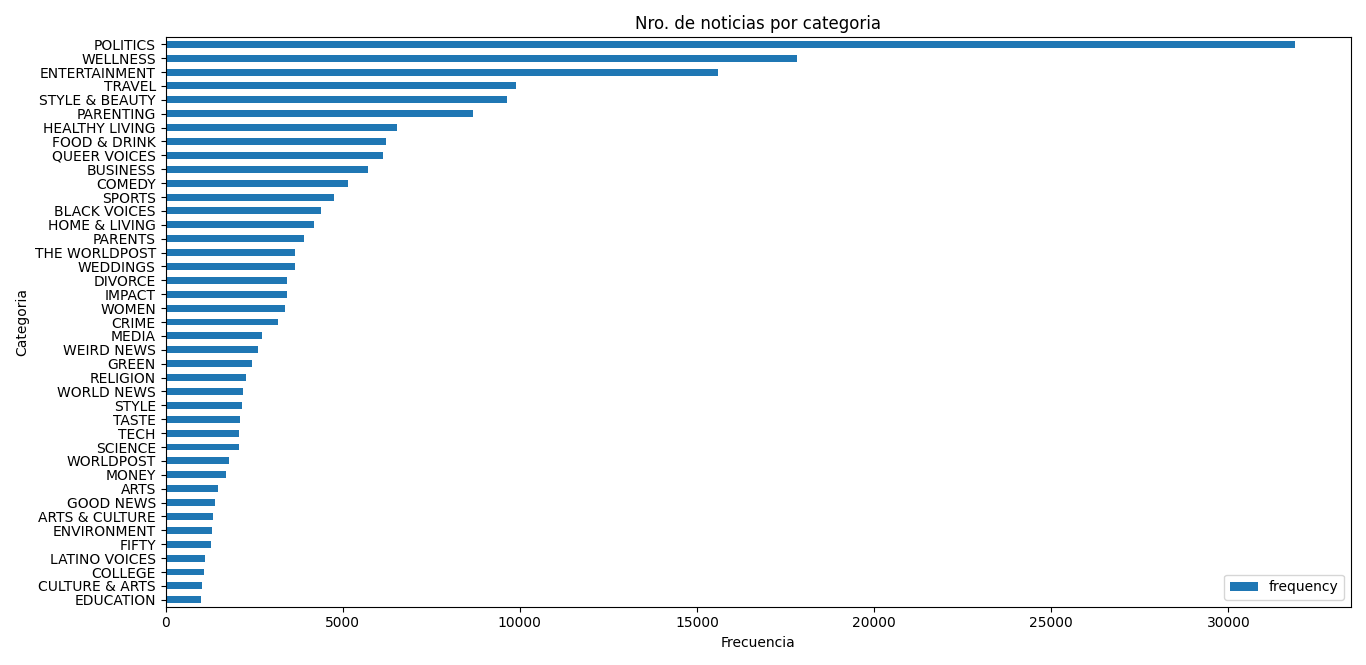 Nro. de noticias por categoria
Categoria
POLITICS
WELLNESS
ENTERTAINMENT
TRAVEL
STYLE & BEAUTY
PARENTING
HEALTHY LIVING
FOOD & DRINK
QUEER VOICES
BUSINESS
COMEDY
SPORTS
BLACK VOICES
HOME & LIVING
PARENTS
THE WORLDPOST
WEDDINGS
DIVORCE
IMPACT
WOMEN
CRIME
MEDIA
WEIRD NEWS
GREEN
RELIGION
WORLD NEWS
STYLE
TASTE
TECH
SCIENCE
WORLDPOST
MONEY
ARTS
GOOD NEWS
ARTS & CULTURE
ENVIRONMENT
FIFTY
LATINO VOICES
COLLEGE
CULTURE & ARTS
EDUCATION
frequency
0 5000 10000 15000 20000 25000 30000
Frecuencia